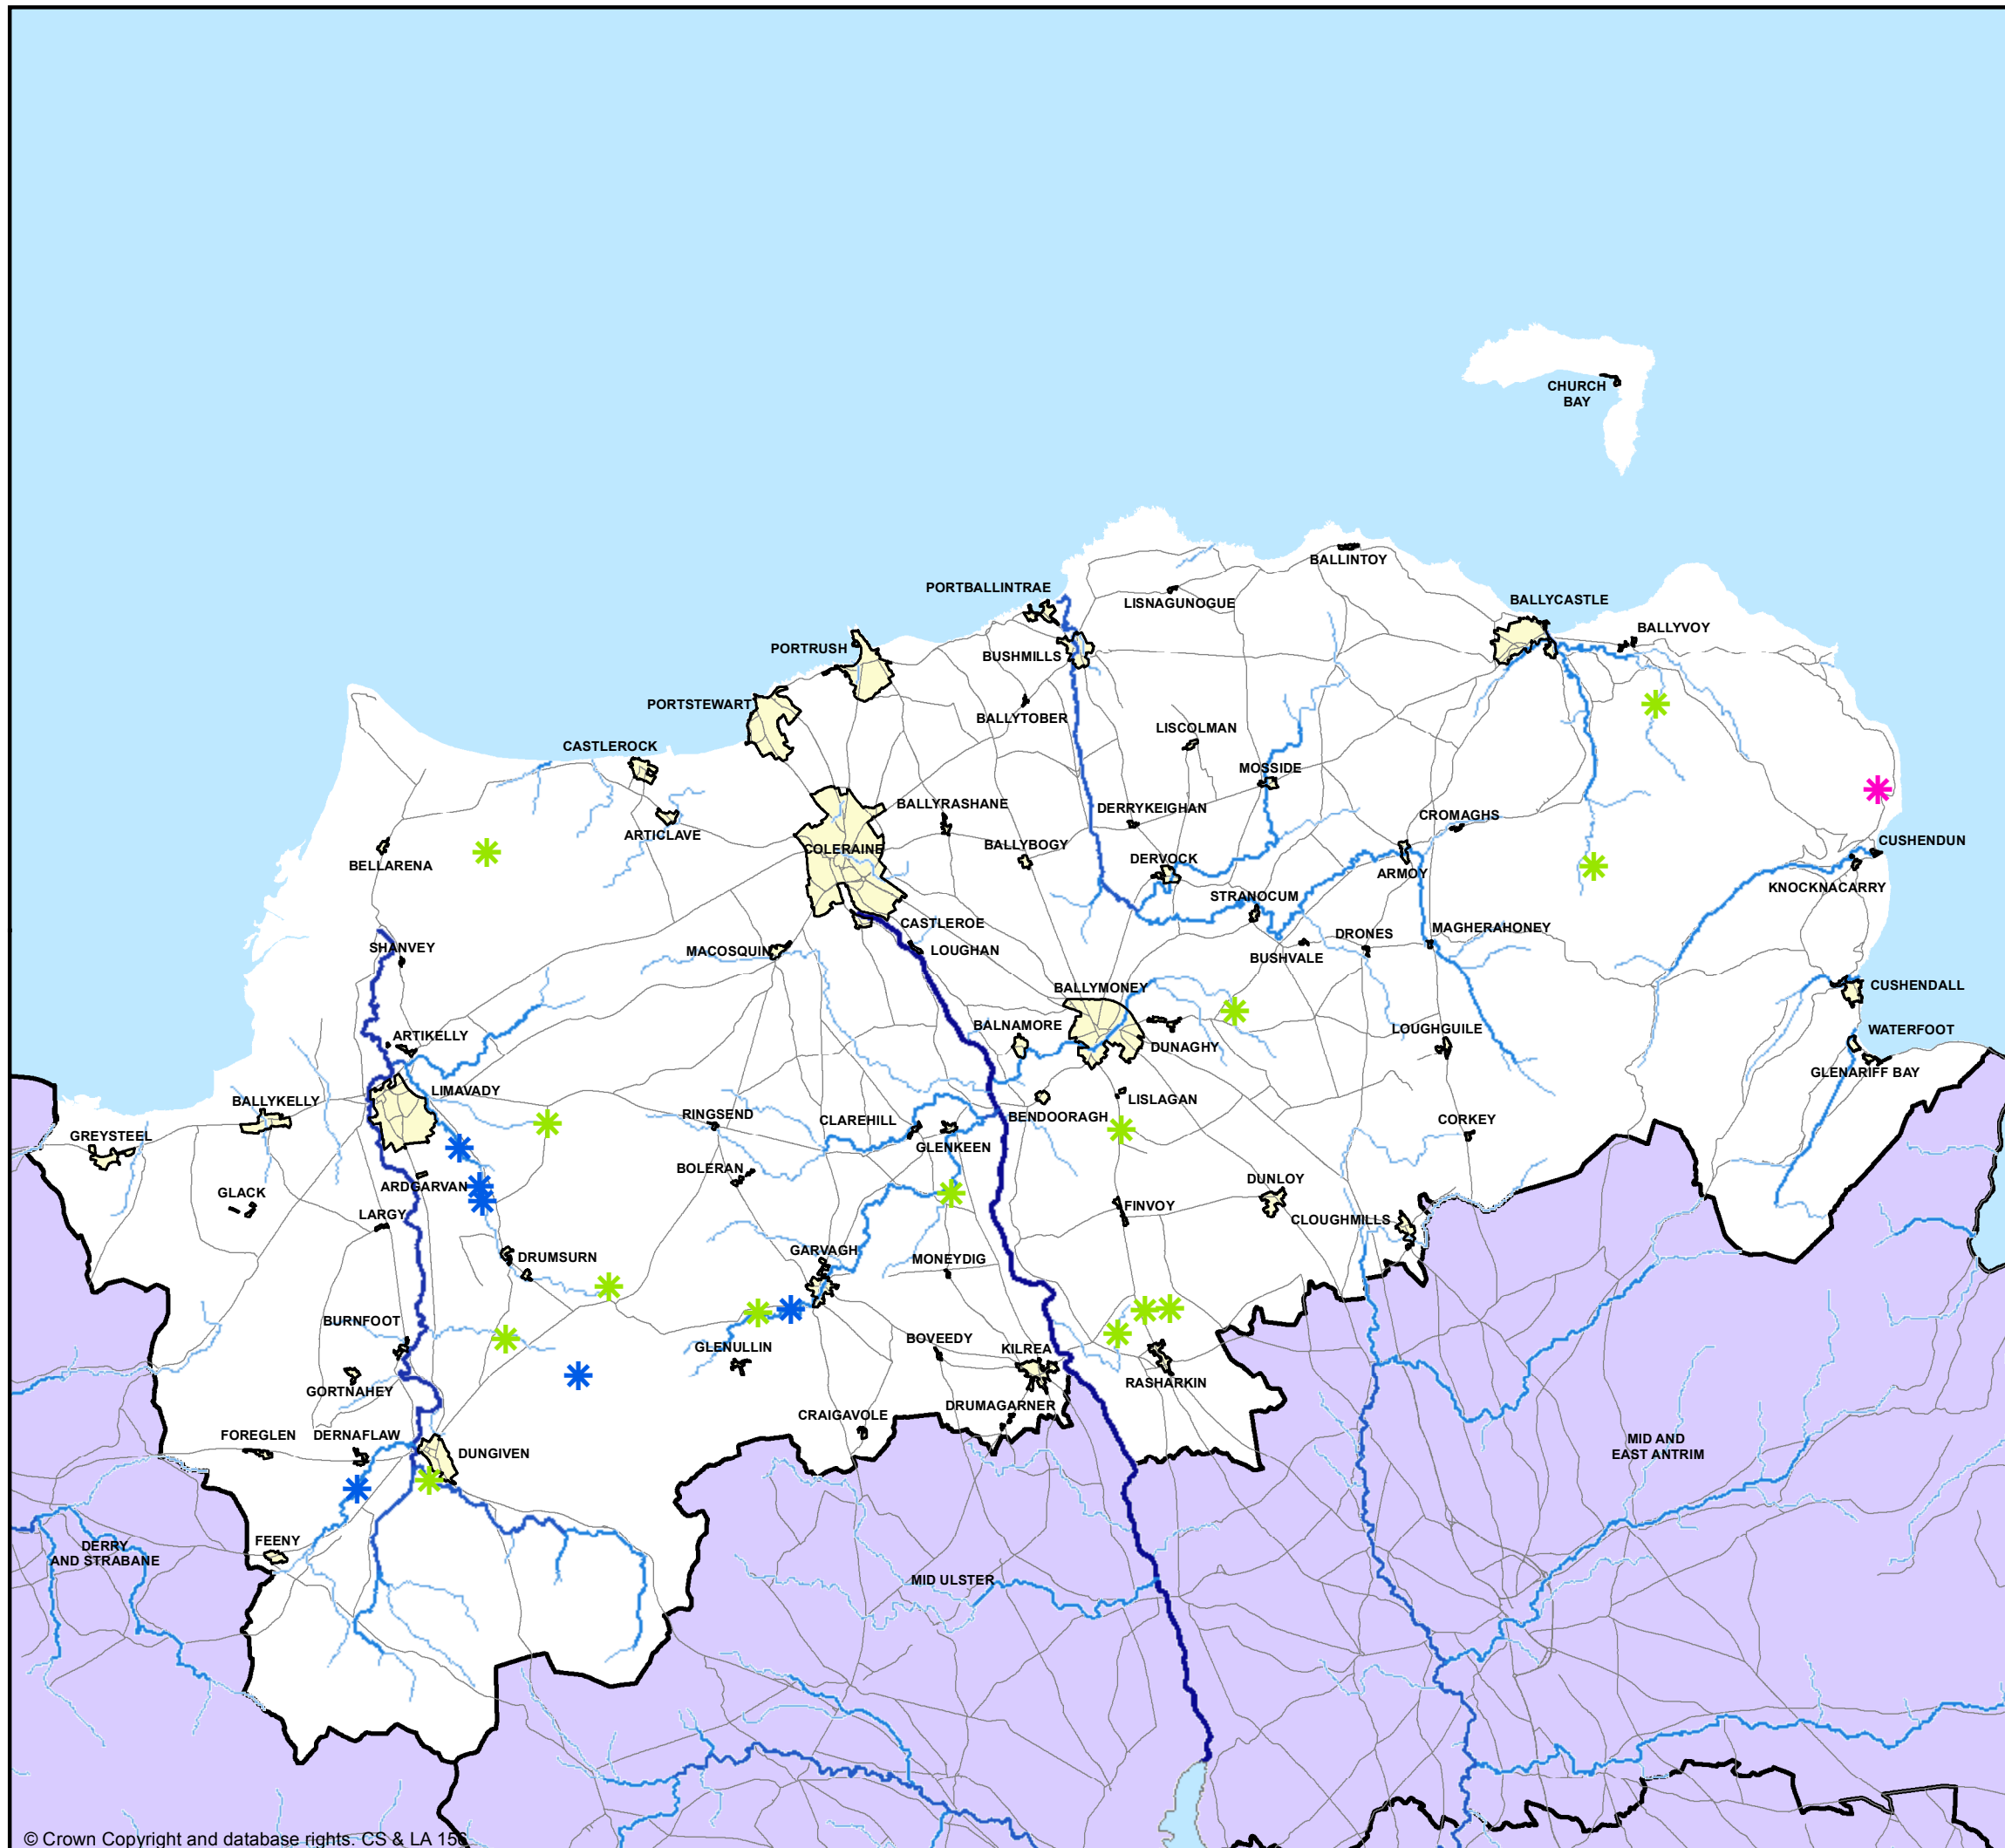 CHURCH
BAY
BALLINTOY
PORTBALLINTRAE
LISNAGUNOGUE
BALLYCASTLE
BALLYVOY
PORTRUSH
BUSHMILLS
PORTSTEWART
BALLYTOBER
LISCOLMAN
CASTLEROCK
MOSSIDE
BALLYRASHANE
DERRYKEIGHAN
CROMAGHS
ARTICLAVE
COLERAINE
BALLYBOGY
CUSHENDUN
BELLARENA
DERVOCK
ARMOY
KNOCKNACARRY
STRANOCUM
CASTLEROE
SHANVEY
MACOSQUIN
LOUGHAN
DRONES
MAGHERAHONEY
BUSHVALE
BALLYMONEY
CUSHENDALL
ARTIKELLY
BALNAMORE
DUNAGHY
LOUGHGUILE
WATERFOOT
GLENARIFF BAY
LIMAVADY
BALLYKELLY
RINGSEND
CLAREHILL
BENDOORAGH
LISLAGAN
CORKEY
GREYSTEEL
GLENKEEN
BOLERAN
ARDGARVAN
GLACK
DUNLOY
LARGY
FINVOY
CLOUGHMILLS
DRUMSURN
GARVAGH
MONEYDIG
BURNFOOT
GLENULLIN
BOVEEDY
KILREA
GORTNAHEY
RASHARKIN
CRAIGAVOLE
DRUMAGARNER
FOREGLEN
DERNAFLAW
DUNGIVEN
MID AND
EAST ANTRIM
FEENY
DERRY
AND STRABANE
MID ULSTER
© Crown Copyright and database rights. CS & LA 156